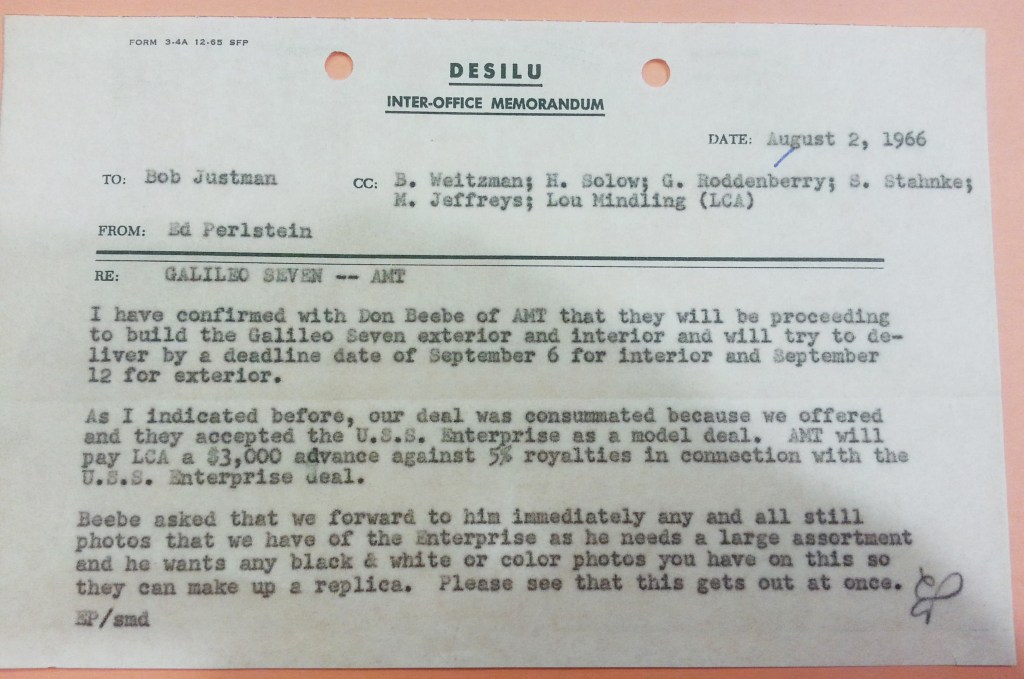 FORM 3-4A 12-65 SFP
DESILU
INTER-OFFICE MEMORANDUM
DATE: August 2, 1966
TO: Bob Justman
CC: B. Weitzman; H. Solow; G. Roddenberry; S. Stahnke;
M. Jeffreys; Lou Mindling (LCA)
FROM: Ed Perlstein
RE: GALILEO SEVEN -- AMT
I have confirmed with Don Beebe of AMT that they will be proceeding
to build the Galileo Seven exterior and interior and will try to de-
liver by a deadline date of September 6 for interior and September
12 for exterior.
As I indicated before, our deal was consummated because we offered
and they accepted the U.S.S. Enterprise as a model deal. AMT will
pay LCA a $3,000 advance against 5% royalties in connection with the
U.S.S. Enterprise deal.
Beebe asked that we forward to him immediately any and all still
photos that we have of the Enterprise as he needs a large assortment
and he wants any black & white or color photos you have on this so
they can make up a replica. Please see that this gets out at once.
EP
EP/smd